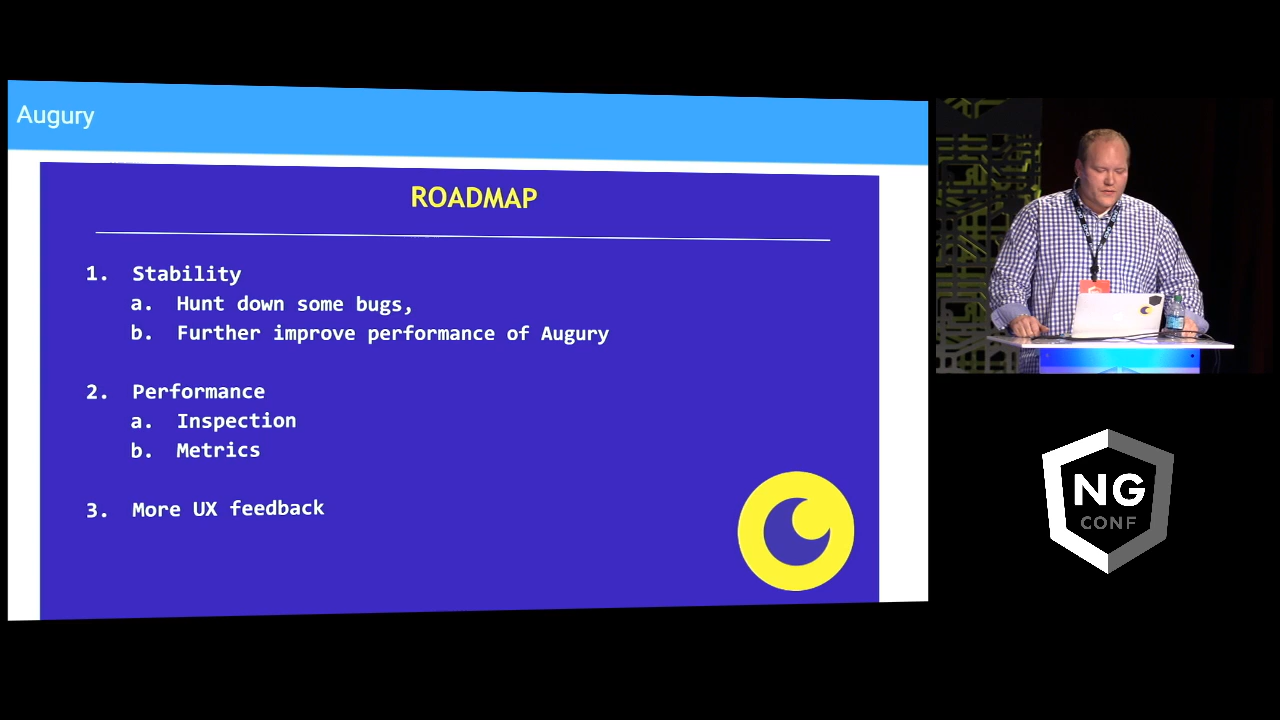 Augury
ROADMAP
1. Stability
a. Hunt down some bugs,
b. Further improve performance of Augury
2. Performance
a. Inspection
b. Metrics
3. More UX feedback
NG
CONF